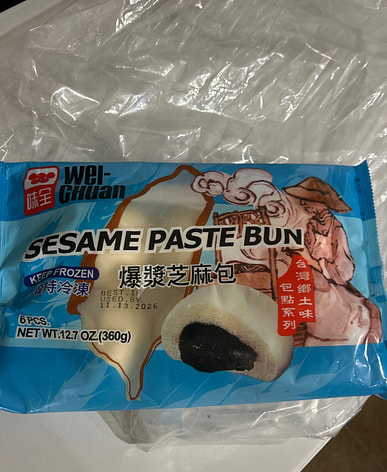 味全
Wei-
Chuan
SESAME PASTE BUN
KEEP FROZEN
保持冷凍
爆漿芝麻包
BEST IF
USED BY
11.13.2026
台灣鄉土味
包點系列
6 PCS.
NET WT.12.7 OZ.(360g)